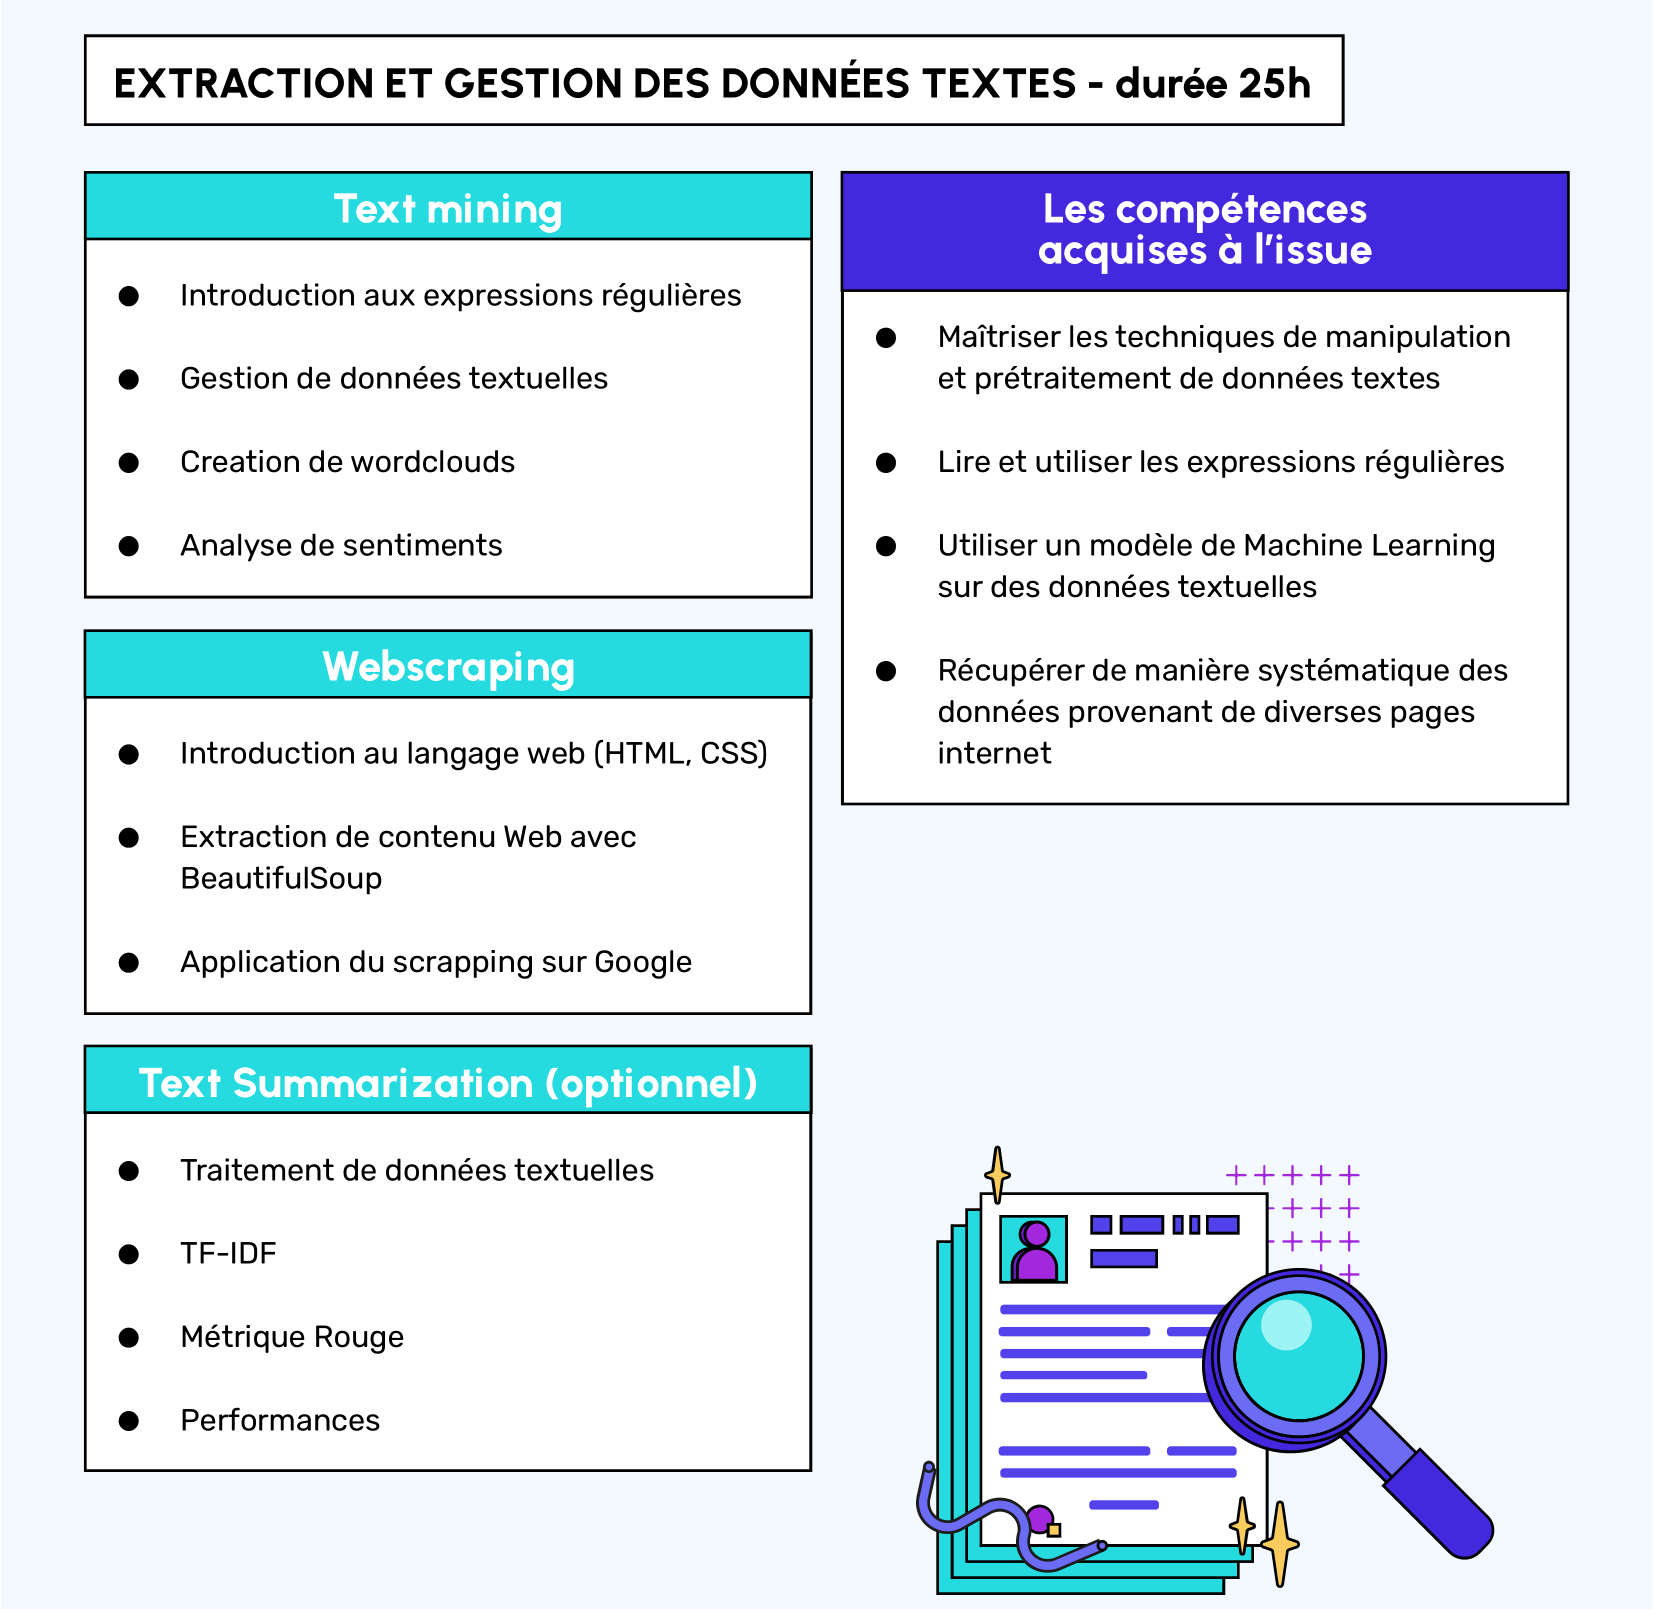 EXTRACTION ET GESTION DES DONNÉES TEXTES - durée 25h
Text mining
Introduction aux expressions régulières
Gestion de données textuelles
Creation de wordclouds
Analyse de sentiments
Webscraping
Introduction au langage web (HTML, CSS)
Extraction de contenu Web avec
BeautifulSoup
Application du scrapping sur Google
Text Summarization (optionnel)
Traitement de données textuelles
TF-IDF
Métrique Rouge
Performances
Les compétences
acquises à l'issue
Maîtriser les techniques de manipulation
et prétraitement de données textes
Lire et utiliser les expressions régulières
Utiliser un modèle de Machine Learning
sur des données textuelles
Récupérer de manière systématique des
données provenant de diverses pages
internet